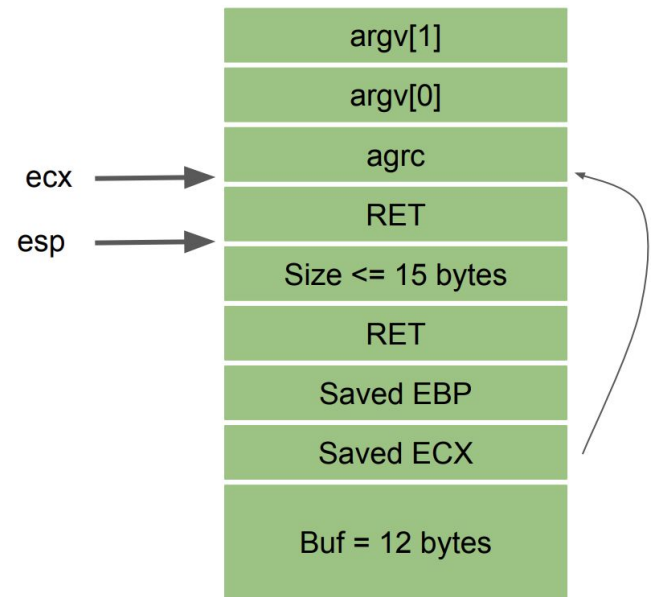 argv[1]
argv[0]
agrc
ecx
RET
esp
Size <= 15 bytes
RET
Saved EBP
Saved ECX
Buf = 12 bytes